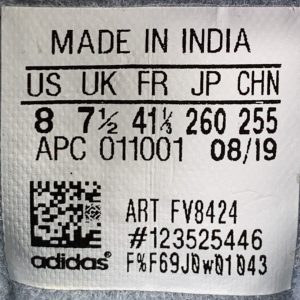 MADE IN INDIA
US UK FR JP CHN
8 7½ 41⅓ 260 255
APC 011001 08/19
ART FV8424
#123525446
adidas® F%F69J0w01043